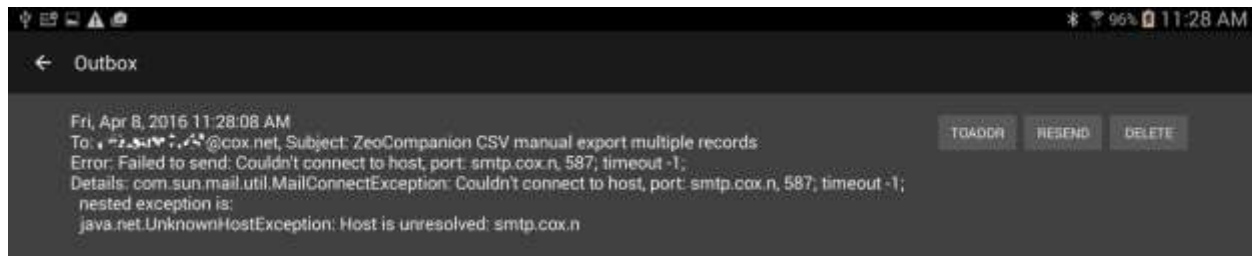 96% 11:28 AM
Outbox
Fri, Apr 8, 2016 11:28:08 AM
To: @cox.net, Subject: ZeoCompanion CSV manual export multiple records
Error: Failed to send: Couldn't connect to host, port: smtp.cox.n, 587; timeout -1;
Details: com.sun.mail.util.MailConnectException: Couldn't connect to host, port: smtp.cox.n, 587; timeout -1;
nested exception is:
java.net.UnknownHostException: Host is unresolved: smtp.cox.n
TOADDR RESEND DELETE